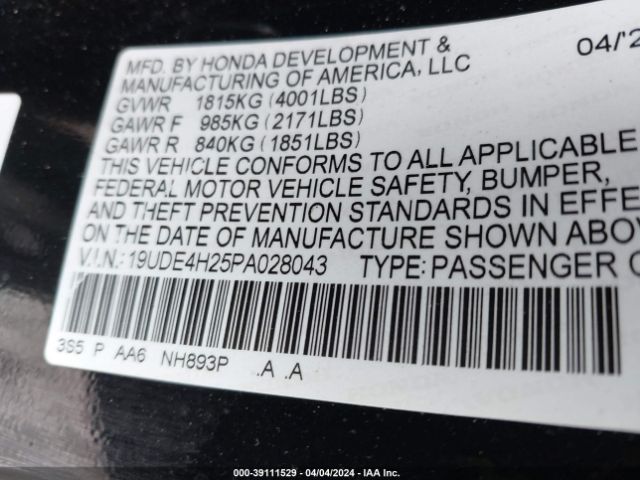 MFD. BY HONDA DEVELOPMENT & 04/2
MANUFACTURING OF AMERICA, LLC
GVWR 1815KG (4001LBS)
GAWR F 985KG (2171LBS)
GAWR R 840KG (1851LBS)
THIS VEHICLE CONFORMS TO ALL APPLICABLE
FEDERAL MOTOR VEHICLE SAFETY, BUMPER,
AND THEFT PREVENTION STANDARDS IN EFFE
ON THE DATE OF MANUFACTURE SHOWN ABOV
V.I.N.: 19UDE4H25PA028043 TYPE: PASSENGER C
3S5 P AA6 NH893P .A .A
000-39111529 - 04/04/2024 - IAA Inc.